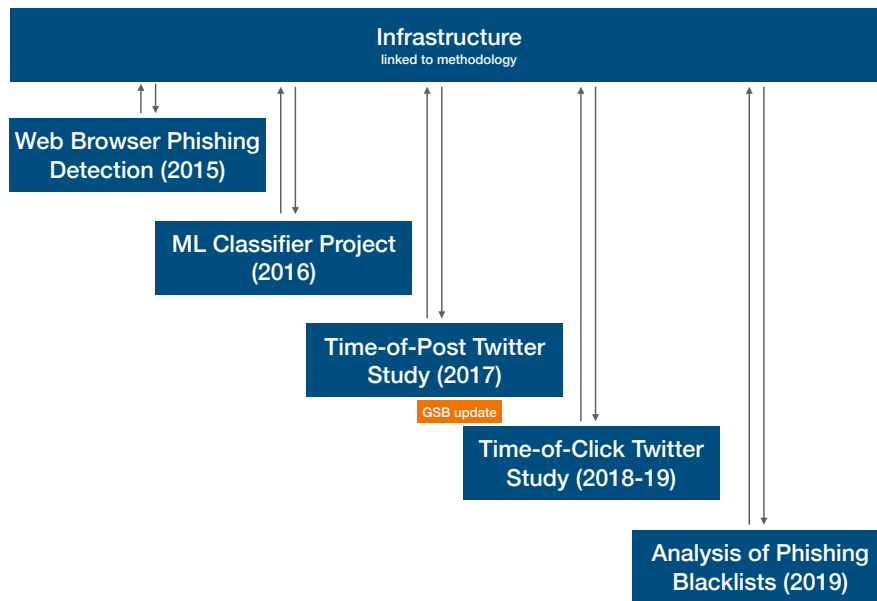 Infrastructure
linked to methodology
Web Browser Phishing
Detection (2015)
ML Classifier Project
(2016)
Time-of-Post Twitter
Study (2017)
GSB update
Time-of-Click Twitter
Study (2018-19)
Analysis of Phishing
Blacklists (2019)